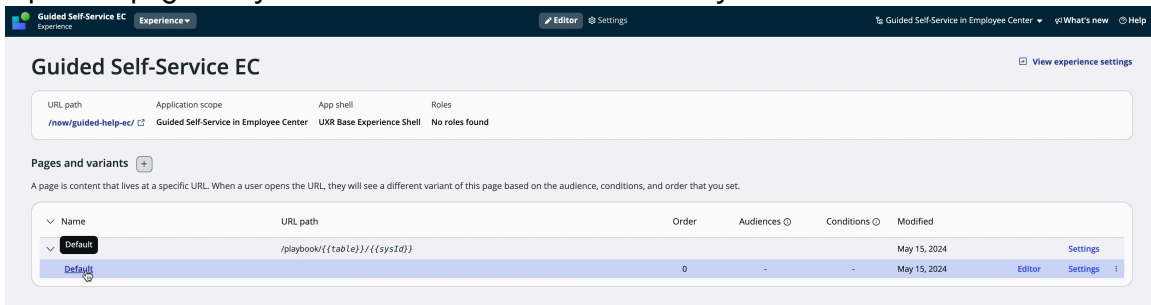 Guided Self-Service EC
Experience
Experience
Editor
Settings
Guided Self-Service in Employee Center
What's new
Help
Guided Self-Service EC
View experience settings
URL path Application scope App shell Roles
/now/guided-help-ec/ Guided Self-Service in Employee Center UXR Base Experience Shell No roles found
Pages and variants +
A page is content that lives at a specific URL. When a user opens the URL, they will see a different variant of this page based on the audience, conditions, and order that you set.
Name URL path Order Audiences Conditions Modified
Default /playbook/{{table}}/{{sysId}} May 15, 2024 Settings
Default 0 - - May 15, 2024 Editor Settings